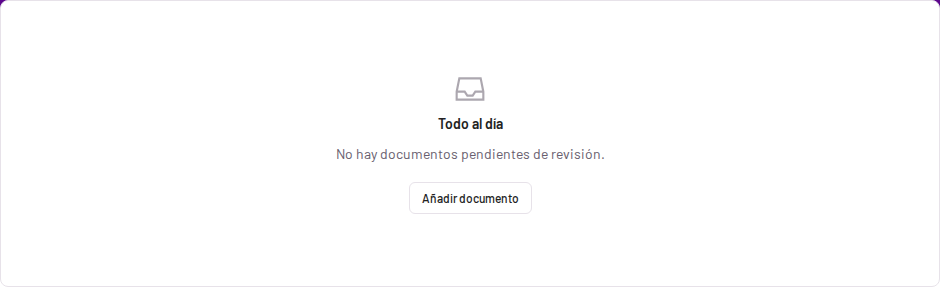 Todo al día
No hay documentos pendientes de revisión.
Añadir documento